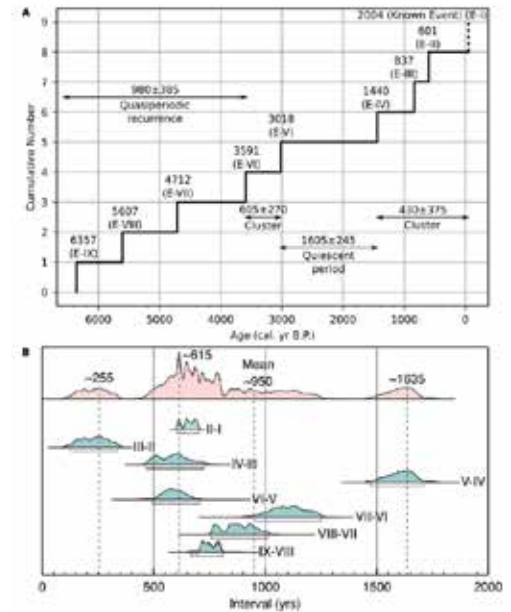 A
2004 (Known Event) (E-I)
601
(E-II)
837
(E-III)
1440
(E-IV)
3018
(E-V)
3591
(E-VI)
4712
(E-VII)
5607
(E-VIII)
6357
(E-IX)
980±385
Quasiperiodic
recurrence
605±270
Cluster
1605±245
Quiescent
period
430±375
Cluster
Cumulative Number
9
8
7
6
5
4
3
2
1
0
6000 5000 4000 3000 2000 1000 0
Age (cal. yr B.P.)
B
~255
~615
Mean
~950
~1635
II-I
III-II
IV-III
V-IV
VI-V
VII-VI
VIII-VII
IX-VIII
0 500 1000 1500 2000
Interval (yrs)